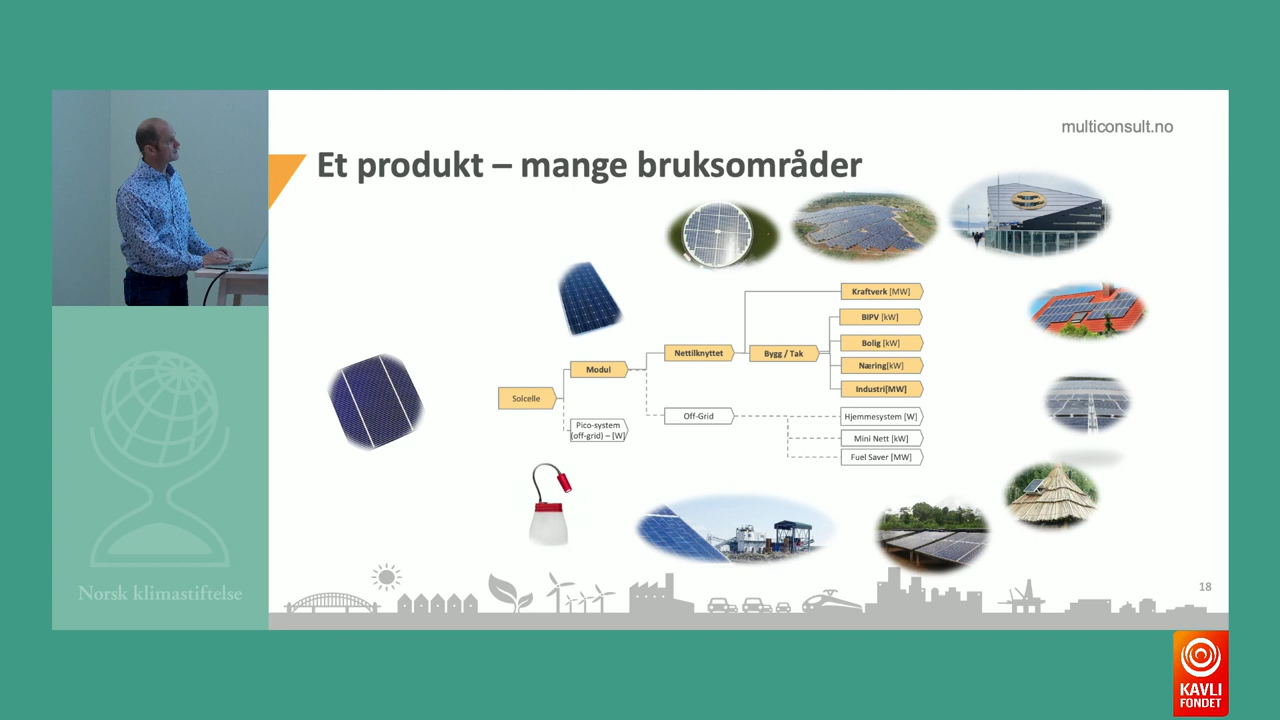 multiconsult.no
Et produkt – mange bruksområder
Kraftverk [MW]
BIPV [kW]
Nettilknyttet
Bygg / Tak
Bolig [kW]
Modul
Næring[kW]
Industri[MW]
Solcelle
Off-Grid
Hjemmesystem [W]
Pico-system
(off-grid) – [W]
Mini Nett [kW]
Fuel Saver [MW]
Norsk klimastiftelse
18
KAVLI
FONDET